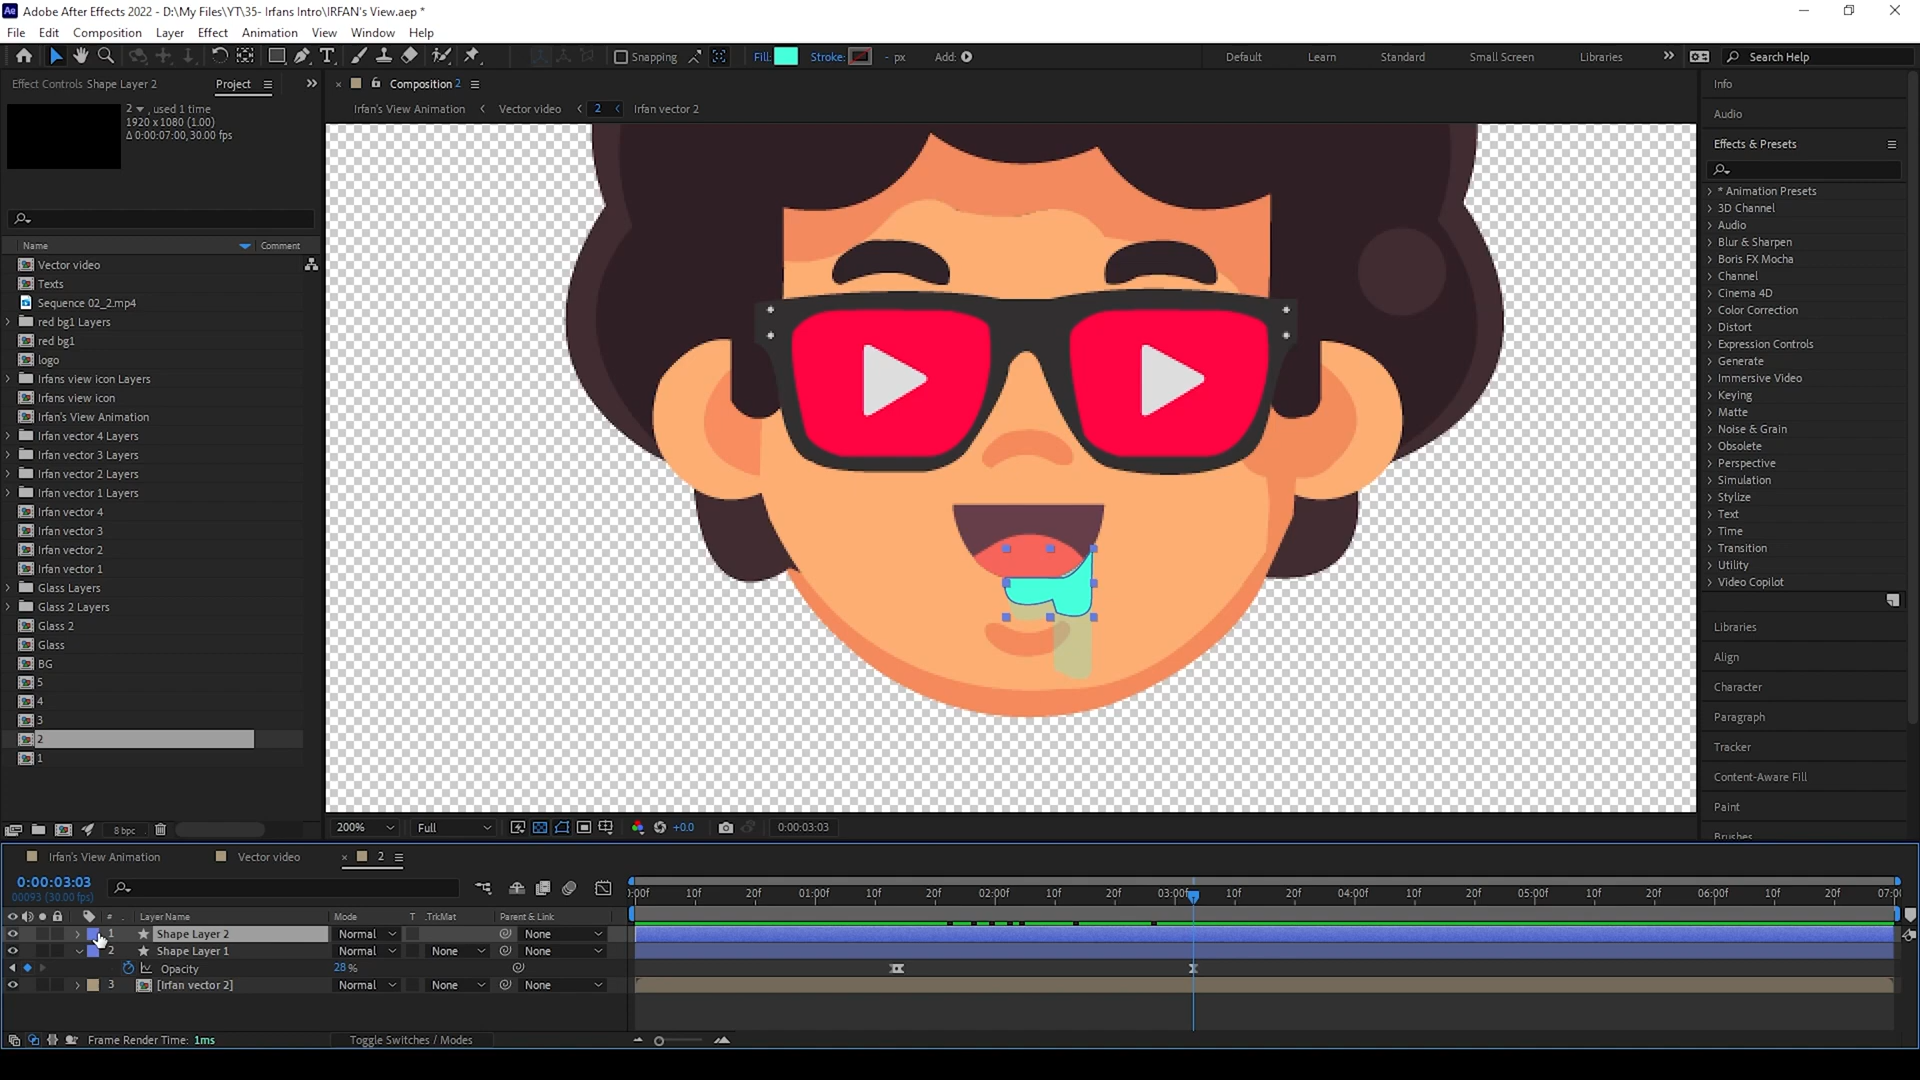 Adobe After Effects 2022 - D:\My Files\YT\35- Irfans Intro\IRFAN's View.aep *
File Edit Composition Layer Effect Animation View Window Help
Snapping Fill: Stroke: - px Add: Default Learn Standard Small Screen Libraries Search Help
Effect Controls Shape Layer 2 Project
Composition 2
Irfan's View Animation Vector video 2 Irfan vector 2
2 , used 1 time
1920 x 1080 (1.00)
Δ 0:00:07:00, 30.00 fps
Name Comment
Vector video
Texts
Sequence 02_2.mp4
red bg1 Layers
red bg1
logo
Irfans view icon Layers
Irfans view icon
Irfan's View Animation
Irfan vector 4 Layers
Irfan vector 3 Layers
Irfan vector 2 Layers
Irfan vector 1 Layers
Irfan vector 4
Irfan vector 3
Irfan vector 2
Irfan vector 1
Glass Layers
Glass 2 Layers
Glass 2
Glass
BG
5
4
3
2
1
8 bpc
200% Full +0.0 0:00:03:03
Info
Audio
Effects & Presets
* Animation Presets
3D Channel
Audio
Blur & Sharpen
Boris FX Mocha
Channel
Cinema 4D
Color Correction
Distort
Expression Controls
Generate
Immersive Video
Keying
Matte
Noise & Grain
Obsolete
Perspective
Simulation
Stylize
Text
Time
Transition
Utility
Video Copilot
Libraries
Align
Character
Paragraph
Tracker
Content-Aware Fill
Paint
Brushes
Irfan's View Animation Vector video 2
0:00:03:03
00093 (30.00 fps)
:00f 10f 20f 01:00f 10f 20f 02:00f 10f 20f 03:00f 10f 20f 04:00f 10f 20f 05:00f 10f 20f 06:00f 10f 20f 07:00
# Layer Name Mode T .TrkMat Parent & Link
1 Shape Layer 2 Normal None
2 Shape Layer 1 Normal None None
Opacity 28 %
3 [Irfan vector 2] Normal None None
Frame Render Time: 1ms Toggle Switches / Modes